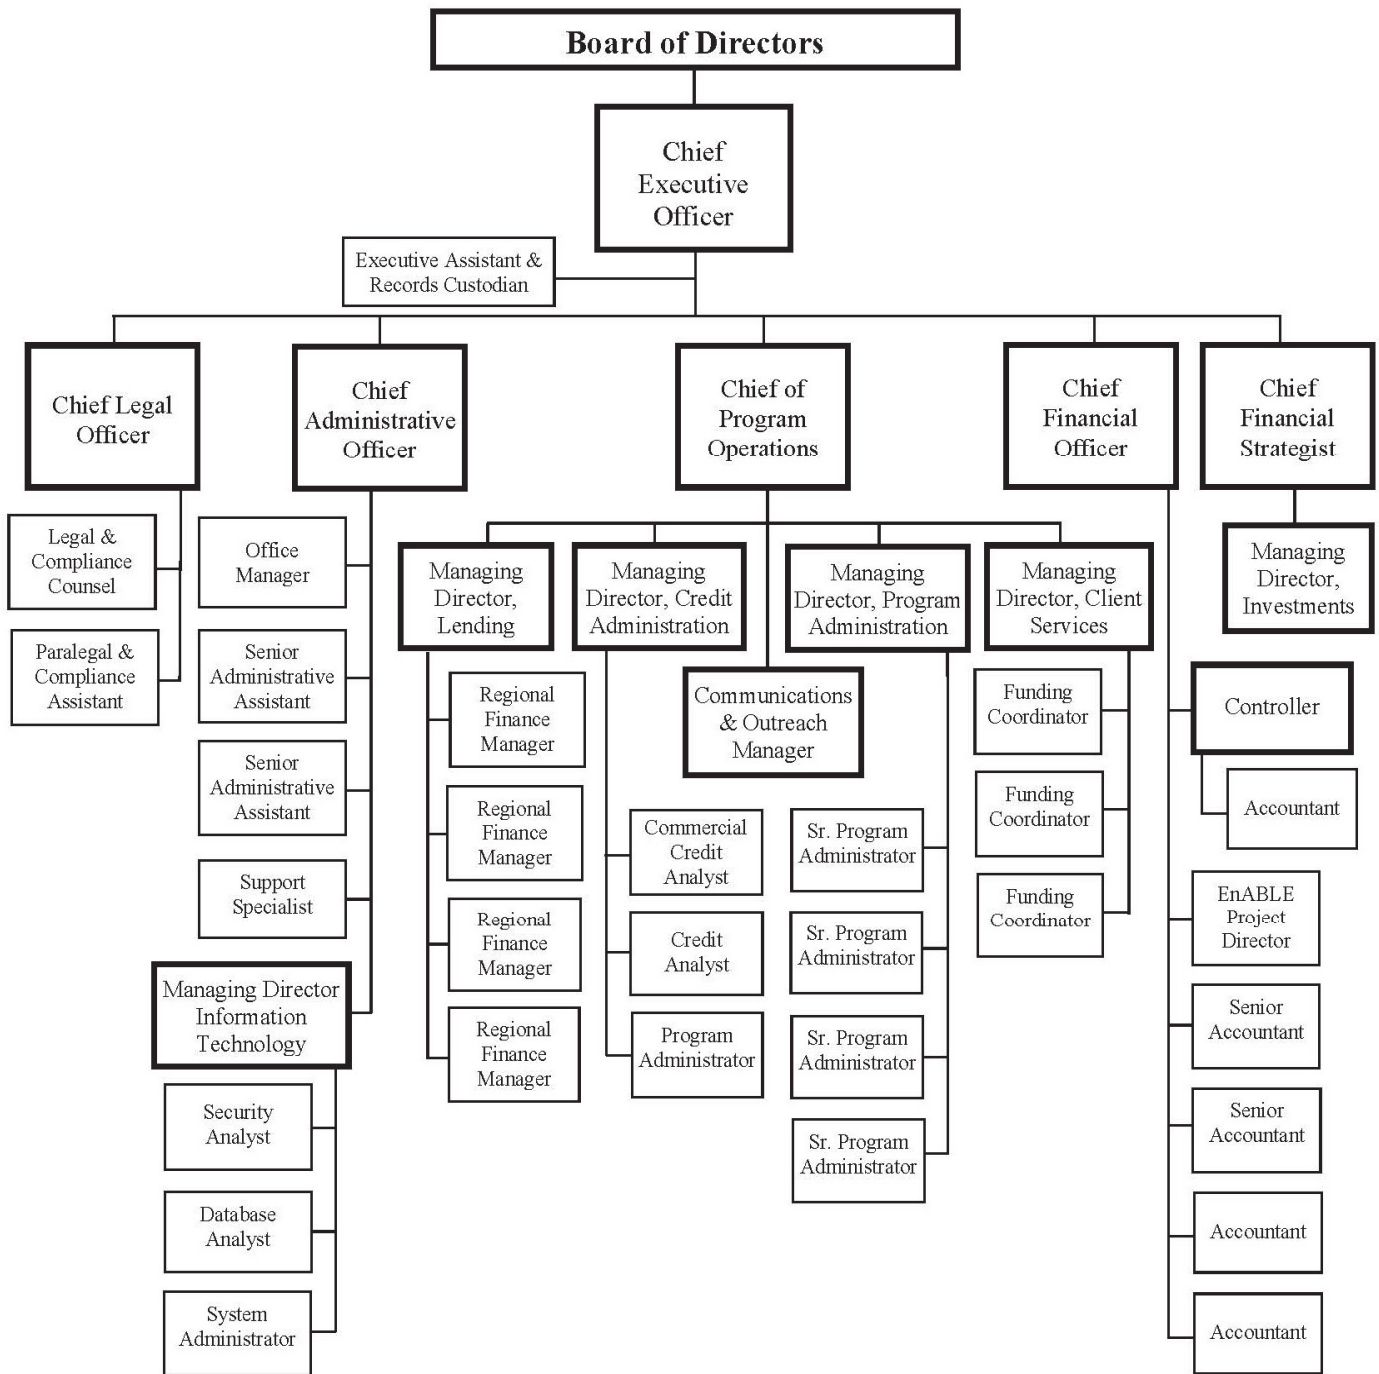 Board of Directors
Chief
Executive
Officer
Executive Assistant &
Records Custodian
Chief Legal
Officer
Chief
Administrative
Officer
Chief of
Program
Operations
Chief
Financial
Officer
Chief
Financial
Strategist
Legal &
Compliance
Counsel
Paralegal &
Compliance
Assistant
Office
Manager
Senior
Administrative
Assistant
Senior
Administrative
Assistant
Support
Specialist
Managing Director
Information
Technology
Security
Analyst
Database
Analyst
System
Administrator
Managing
Director,
Lending
Regional
Finance
Manager
Regional
Finance
Manager
Regional
Finance
Manager
Regional
Finance
Manager
Managing
Director, Credit
Administration
Commercial
Credit
Analyst
Credit
Analyst
Program
Administrator
Communications
& Outreach
Manager
Managing
Director, Program
Administration
Sr. Program
Administrator
Sr. Program
Administrator
Sr. Program
Administrator
Sr. Program
Administrator
Managing
Director, Client
Services
Funding
Coordinator
Funding
Coordinator
Funding
Coordinator
Controller
Accountant
EnABLE
Project
Director
Senior
Accountant
Senior
Accountant
Accountant
Accountant
Managing
Director,
Investments